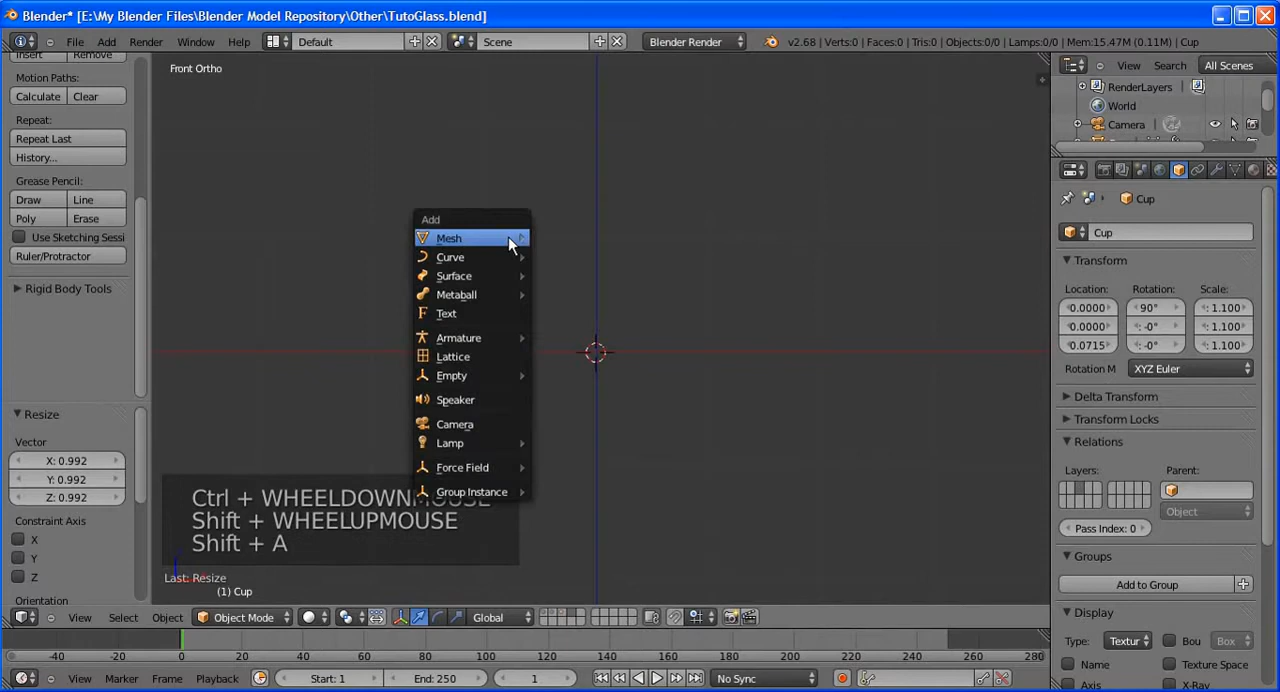 Blender* [E:\My Blender Files\Blender Model Repository\Other\TutoGlass.blend]
File Add Render Window Help Default Scene Blender Render v2.68 | Verts:0 | Faces:0 | Tris:0 | Objects:0/0 | Lamps:0/0 | Mem:15.47M (0.11M) | Cup
Insert Remove
Motion Paths:
Calculate Clear
Repeat:
Repeat Last
History...
Grease Pencil:
Draw Line
Poly Erase
Use Sketching Sessi
Ruler/Protractor
Rigid Body Tools
Resize
Vector
X: 0.992
Y: 0.992
Z: 0.992
Constraint Axis
X
Y
Z
Orientation
Front Ortho
Add
Mesh
Curve
Surface
Metaball
Text
Armature
Lattice
Empty
Speaker
Camera
Lamp
Force Field
Group Instance
Ctrl + WHEELDOWNMOUSE
Shift + WHEELUPMOUSE
Shift + A
Last: Resize
(1) Cup
View Search All Scenes
RenderLayers
World
Camera
Cup
Cup
Transform
Location: Rotation: Scale:
0.0000 90° 1.100
0.0000 -0° 1.100
0.0715 -0° 1.100
Rotation M XYZ Euler
Delta Transform
Transform Locks
Relations
Layers: Parent:
Object
Pass Index: 0
Groups
Add to Group
Display
Type: Textur Bou Box
Name Texture Space
Axis X-Ray
View Select Object Object Mode Global
-40 -20 0 20 40 60 80 100 120 140 160 180 200 220 240 260 280
View Marker Frame Playback Start: 1 End: 250 1 No Sync